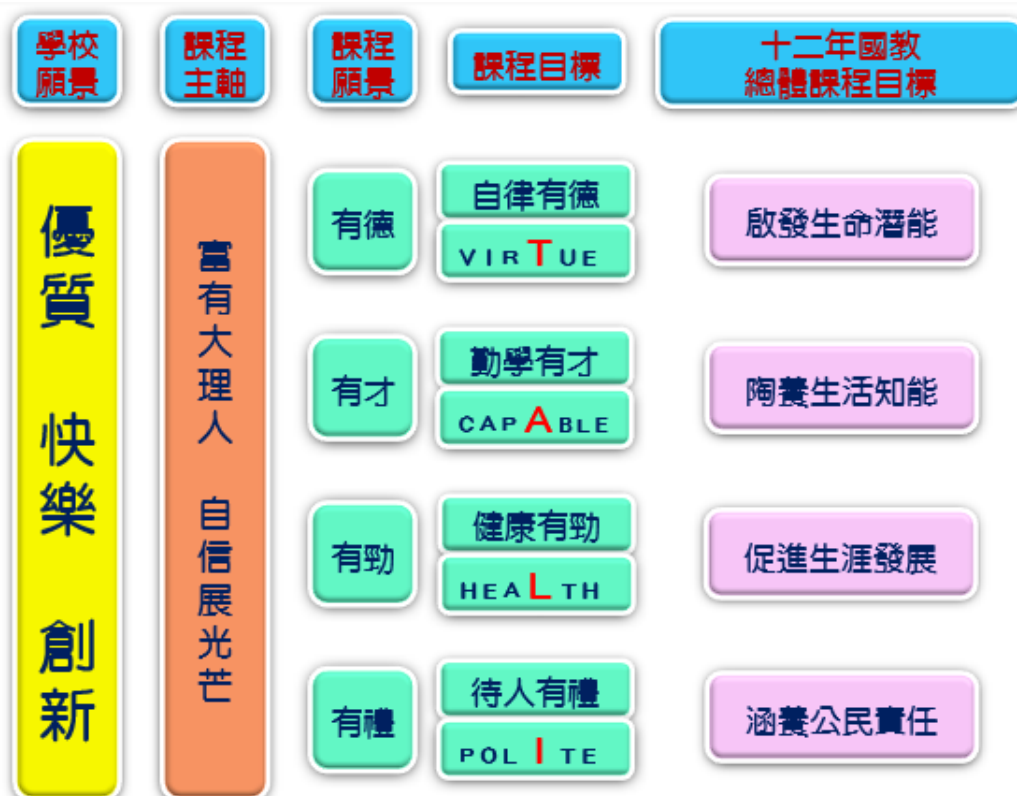 學校
願景
課程
主軸
課程
願景
課程目標
十二年國教
總體課程目標
優質 快樂 創新
富有大理人 自信展光芒
有德
自律有德
VIRTUE
啟發生命潛能
有才
勤學有才
CAPABLE
陶養生活知能
有勁
健康有勁
HEALTH
促進生涯發展
有禮
待人有禮
POLITE
涵養公民責任